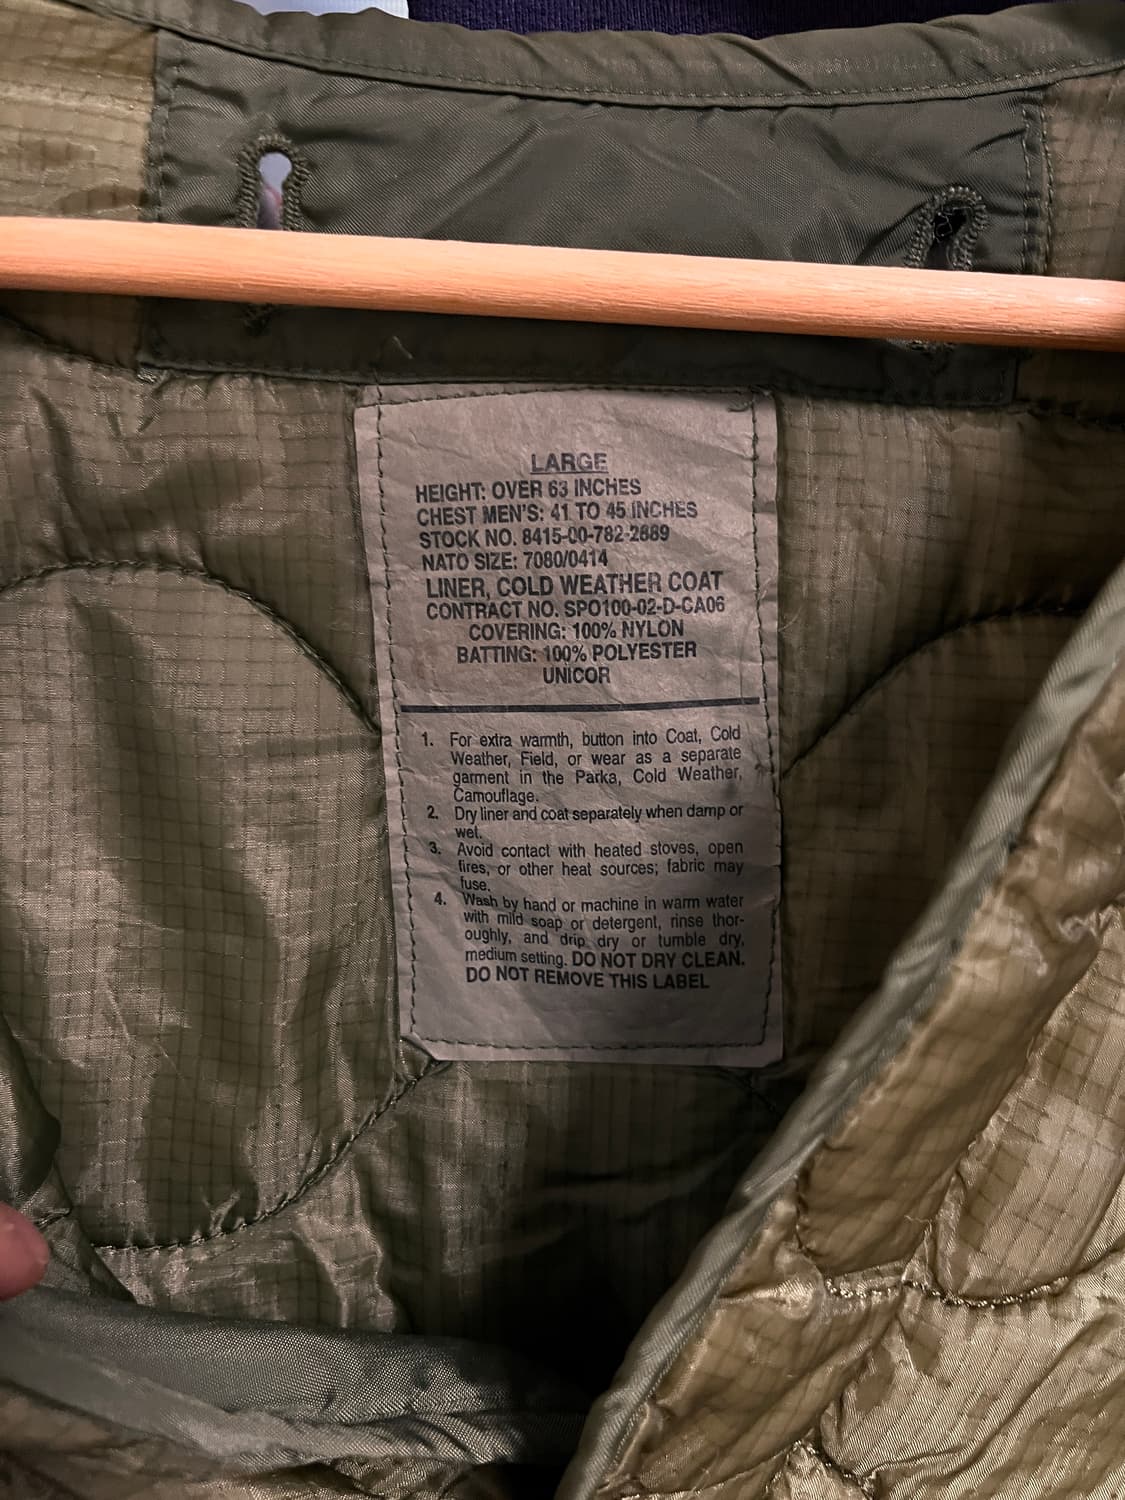 LARGE
HEIGHT: OVER 63 INCHES
CHEST MEN'S: 41 TO 45 INCHES
STOCK NO. 8415-00-782-2889
NATO SIZE: 7080/0414
LINER, COLD WEATHER COAT
CONTRACT NO. SPO100-02-D-CA06
COVERING: 100% NYLON
BATTING: 100% POLYESTER
UNICOR
1. For extra warmth, button into Coat, Cold
Weather, Field, or wear as a separate
garment in the Parka, Cold Weather,
Camouflage.
2. Dry liner and coat separately when damp or
wet.
3. Avoid contact with heated stoves, open
fires, or other heat sources; fabric may
fuse.
4. Wash by hand or machine in warm water
with mild soap or detergent, rinse thor-
oughly, and drip dry or tumble dry,
medium setting. DO NOT DRY CLEAN.
DO NOT REMOVE THIS LABEL